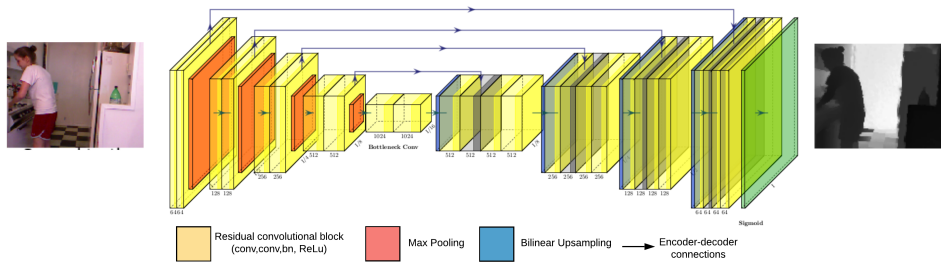 64 64
128 128
256 256
1/4
512 512
1/8
1024 1024
Bottleneck Conv
1/16
512 512 512 512
1/8
256 256 256 256
128 128 128 128
64 64 64 64
Sigmoid
Residual convolutional block
(conv,conv,bn, ReLu)
Max Pooling
Bilinear Upsampling
Encoder-decoder
connections